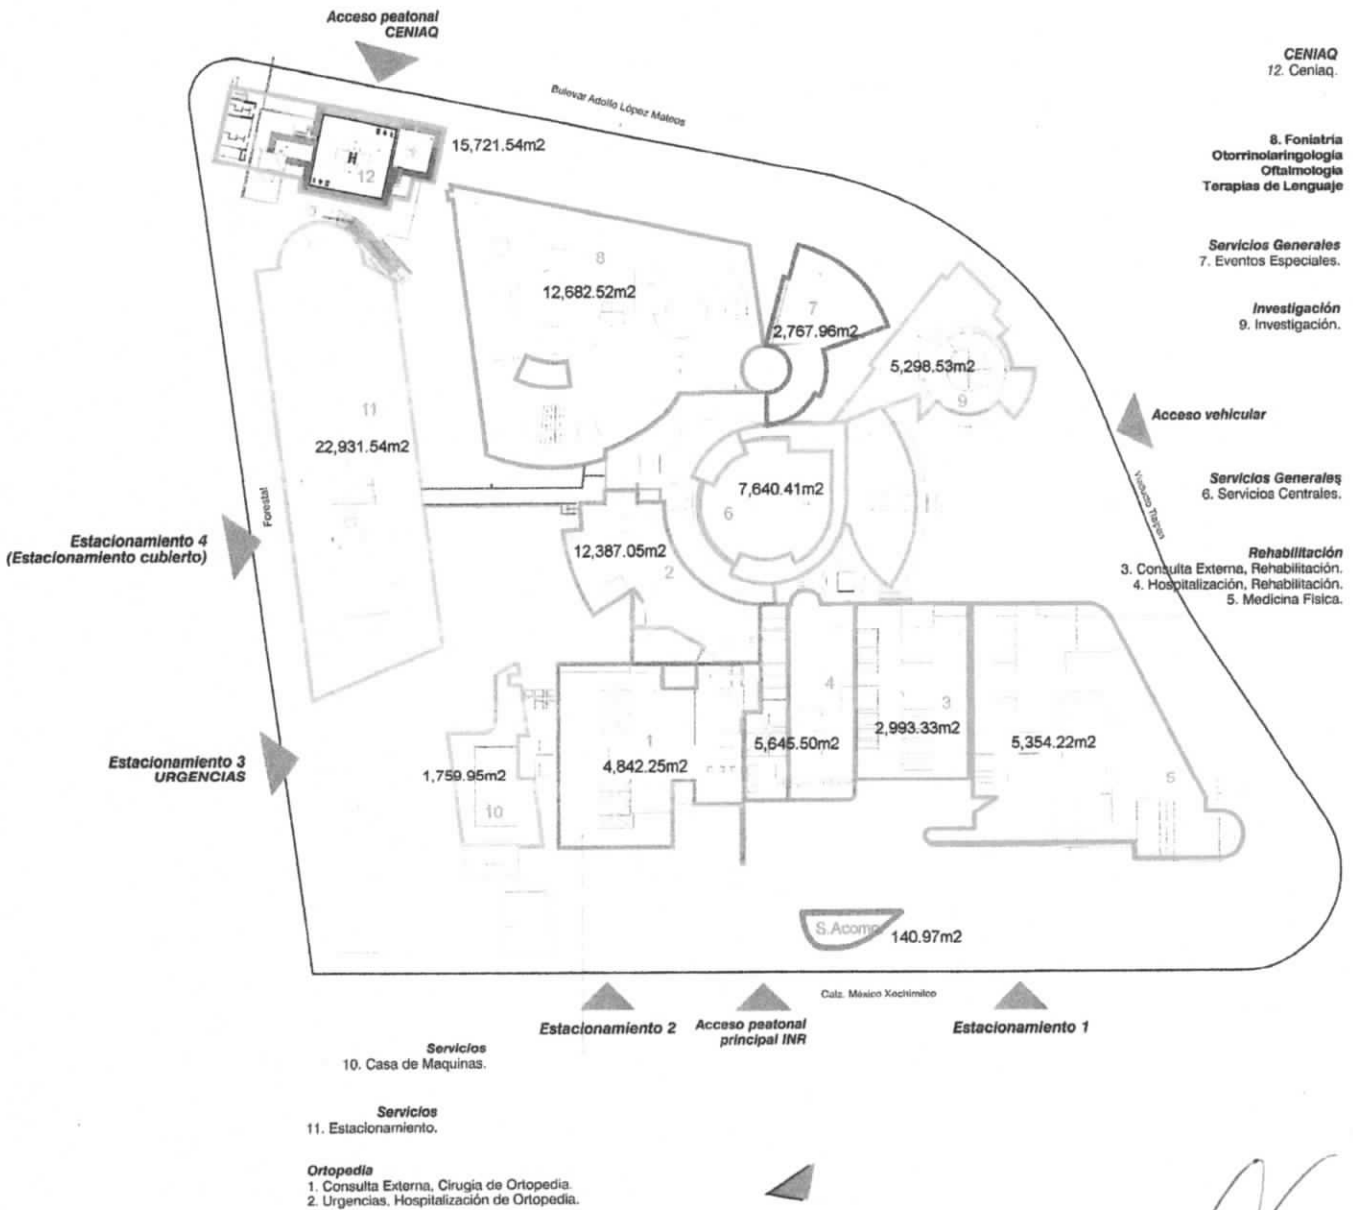 Acceso peatonal
CENIAQ
CENIAQ
12. Ceniaq.
Bulevar Adolfo López Mateos
15,721.54m2
H
12
8. Foniatría
Otorrinolaringologia
Oftalmologia
Terapias de Lenguaje
8
12,682.52m2
7
2,767.96m2
Servicios Generales
7. Eventos Especiales.
Investigación
9. Investigación.
5,298.53m2
9
11
22,931.54m2
Acceso vehicular
7,640.41m2
6
Servicios Generales
6. Servicios Centrales.
Viaducto Tlalpan
Forestal
Estacionamiento 4
(Estacionamiento cubierto)
12,387.05m2
2
Rehabilitación
3. Consulta Externa, Rehabilitación.
4. Hospitalización, Rehabilitación.
5. Medicina Fisica.
4
3
2,993.33m2
1
5,645.50m2
5,354.22m2
Estacionamiento 3
URGENCIAS
1,759.95m2
4,842.25m2
5
10
S.Acomp
140.97m2
Calz. México Xochimilco
Estacionamiento 2
Acceso peatonal
principal INR
Estacionamiento 1
Servicios
10. Casa de Maquinas.
Servicios
11. Estacionamiento.
Ortopedia
1. Consulta Externa, Cirugia de Ortopedia.
2. Urgencias, Hospitalización de Ortopedia.